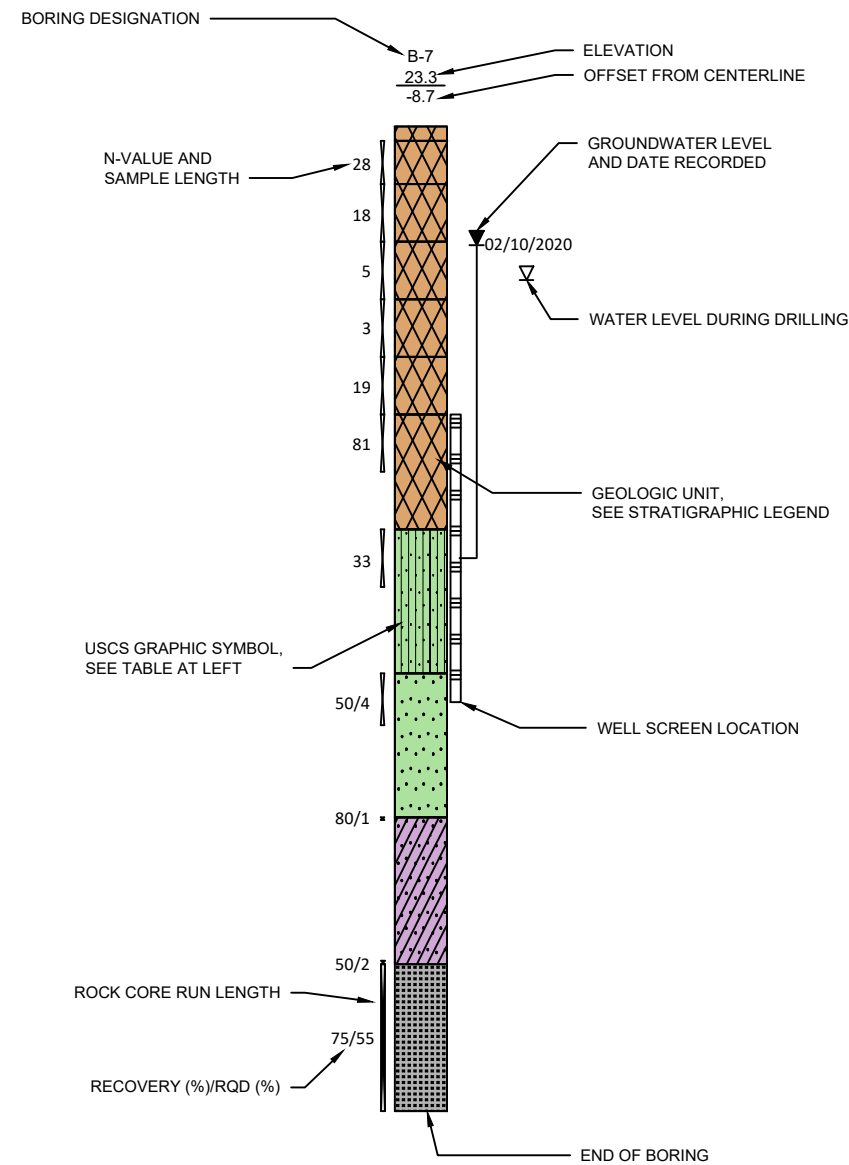 BORING DESIGNATION
B-7
23.3
-8.7
ELEVATION
OFFSET FROM CENTERLINE
N-VALUE AND
SAMPLE LENGTH
28
GROUNDWATER LEVEL
AND DATE RECORDED
18
02/10/2020
5
WATER LEVEL DURING DRILLING
3
19
81
GEOLOGIC UNIT,
SEE STRATIGRAPHIC LEGEND
33
USCS GRAPHIC SYMBOL,
SEE TABLE AT LEFT
50/4
WELL SCREEN LOCATION
80/1
50/2
ROCK CORE RUN LENGTH
75/55
RECOVERY (%)/RQD (%)
END OF BORING